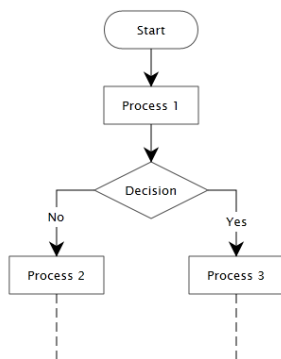 Start
Process 1
Decision
No
Yes
Process 2
Process 3